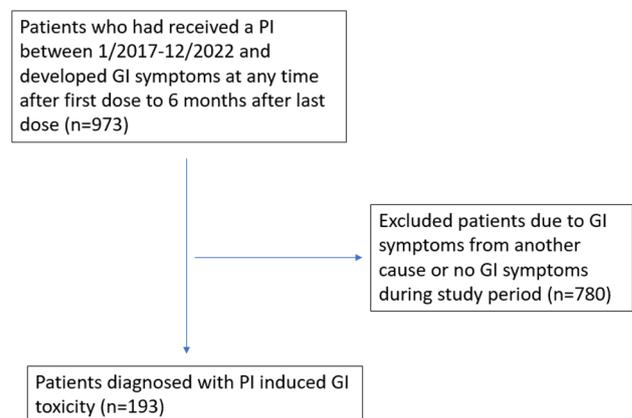 Patients who had received a PI
between 1/2017-12/2022 and
developed GI symptoms at any time
after first dose to 6 months after last
dose (n=973)
Excluded patients due to GI
symptoms from another
cause or no GI symptoms
during study period (n=780)
Patients diagnosed with PI induced GI
toxicity (n=193)